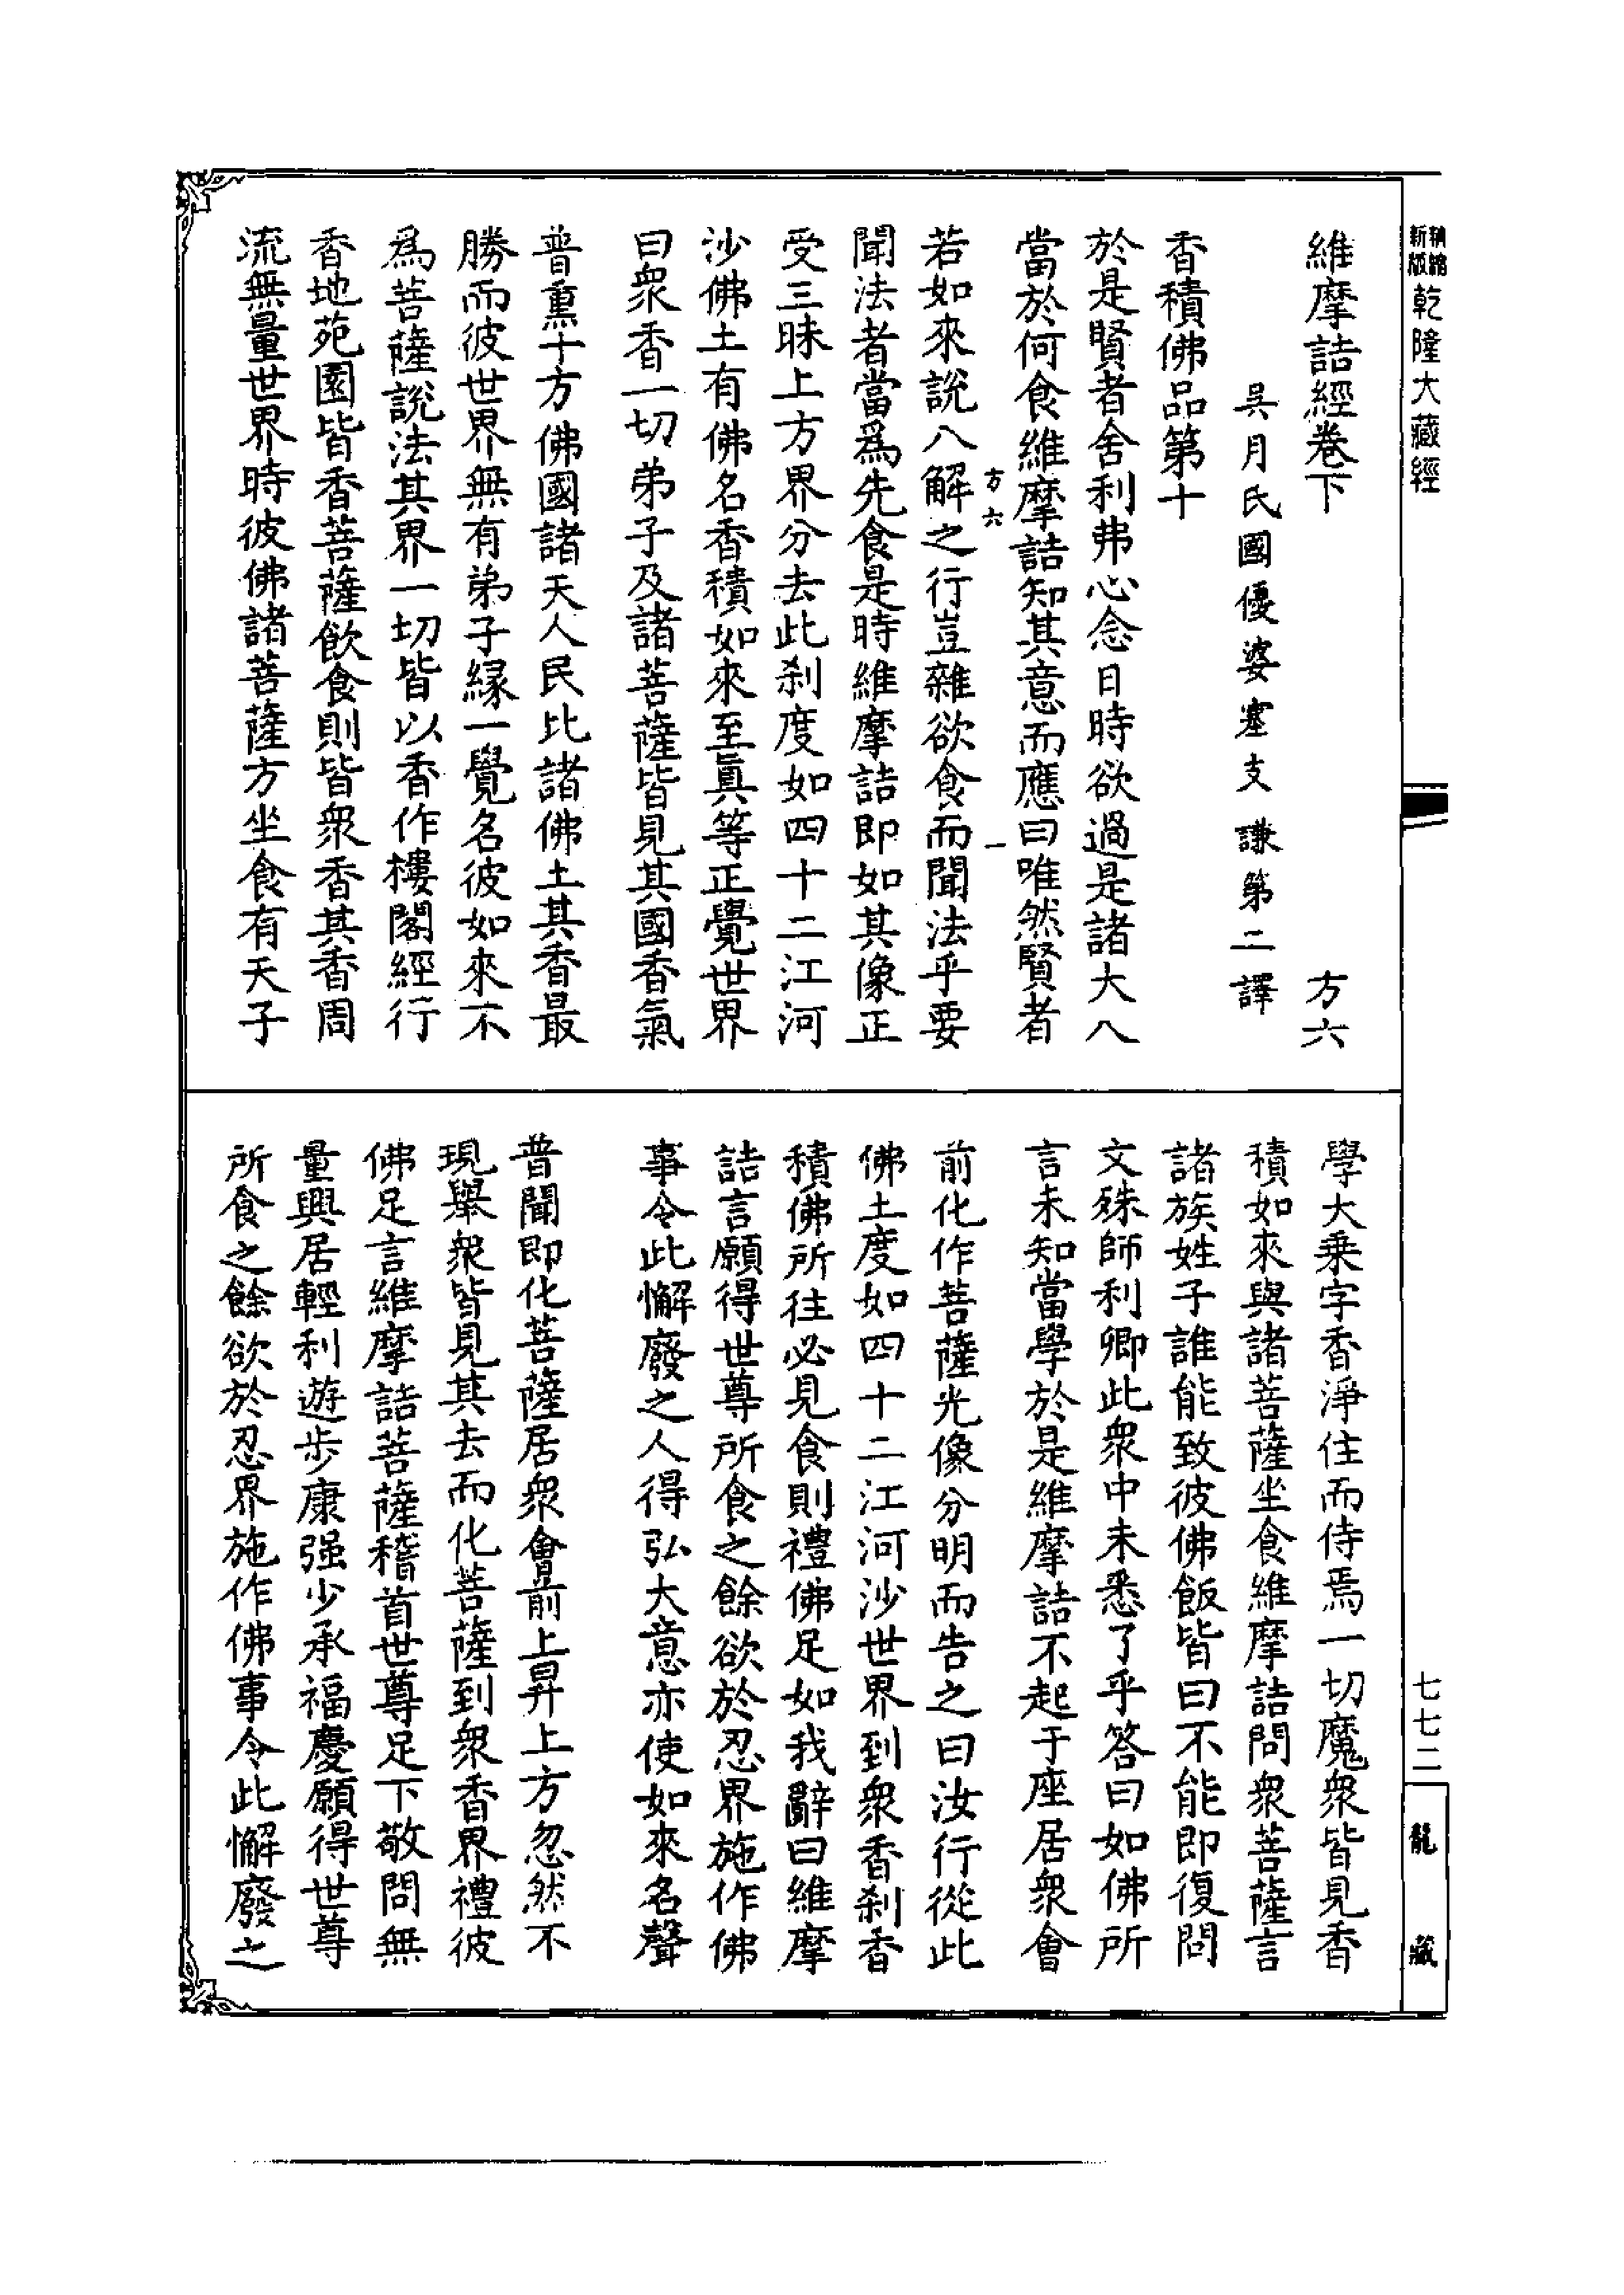 新版精縮乾隆大藏經
維摩詰經卷下 方六
吴月氏國優婆塞支謙第二譯
香積佛品第十
於是賢者舍利弗心念日時欲過是諸大八
當於何食維摩詰知其意而應曰唯然賢者
方六 一
若如來說八解之行豈雜欲食而聞法乎要
聞法者當爲先食是時維摩詰即如其像正
受三昧上方界分去此刹度如四十二江河
沙佛土有佛名香積如來至眞等正覺世界
曰衆香一切弟子及諸菩薩皆見其國香氣
普熏十方佛國諸天人民比諸佛土其香最
勝而彼世界無有弟子緣一覺名彼如來不
爲菩薩說法其界一切皆以香作樓閣經行
香地苑園皆香菩薩飲食則皆衆香其香周
流無量世界時彼佛諸菩薩方坐食有天子
學大乗字香淨住而侍焉一切魔衆皆見香
積如來與諸菩薩坐食維摩詰問衆菩薩言
諸族姓子誰能致彼佛飯皆曰不能即復問
文殊師利卿此衆中未悉了乎答曰如佛所
言未知當學於是維摩詰不起于座居衆會
前化作菩薩光像分明而告之曰汝行從此
佛土度如四十二江河沙世界到衆香刹香
積佛所往必見食則禮佛足如我辭曰維摩
詰言願得世尊所食之餘欲於忍界施作佛
事令此懈廢之人得弘大意亦使如來名聲
普聞即化菩薩居衆會前上昇上方忽然不
現舉衆皆見其去而化菩薩到衆香界禮彼
佛足言維摩詰菩薩稽首世尊足下敬問無
量興居輕利遊步康强少承福慶願得世尊
所食之餘欲於忍界施作佛事令此懈廢之
七七二
龍藏